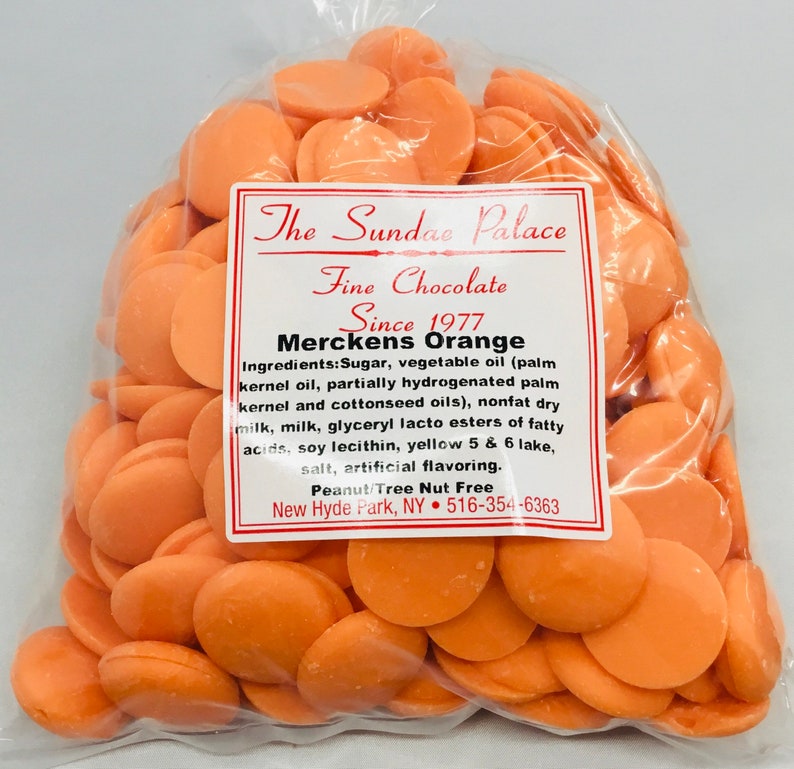 The Sundae Palace
Fine Chocolate
Since 1977
Merckens Orange
Ingredients:Sugar, vegetable oil (palm
kernel oil, partially hydrogenated palm
kernel and cottonseed oils), nonfat dry
milk, milk, glyceryl lacto esters of fatty
acids, soy lecithin, yellow 5 & 6 lake,
salt, artificial flavoring.
Peanut/Tree Nut Free
New Hyde Park, NY • 516-354-6363